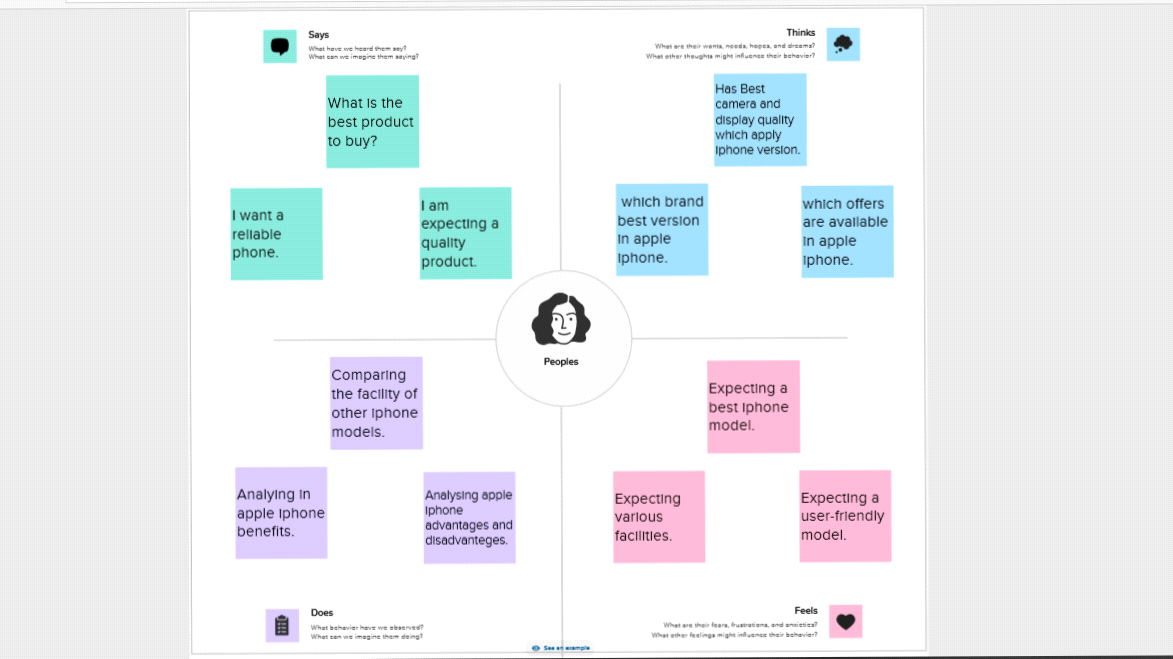 Says
What have we heard them say?
What can we imagine them saying?
Thinks
What are their wants, needs, hopes, and dreams?
What other thoughts might influence their behavior?
What is the
best product
to buy?
I want a
reliable
phone.
I am
expecting a
quality
product.
Has Best
camera and
display quality
which apply
iphone version.
which brand
best version
in apple
iphone.
which offers
are available
in apple
iphone.
Peoples
Comparing
the facility of
other iphone
models.
Analying in
apple iphone
benefits.
Analysing apple
iphone
advantages and
disadvanteges.
Expecting a
best iphone
model.
Expecting
various
facilities.
Expecting a
user-friendly
model.
Does
What behavior have we observed?
What can we imagine them doing?
Feels
What are their fears, frustrations, and anxieties?
What other feelings might influence their behavior?
See an example